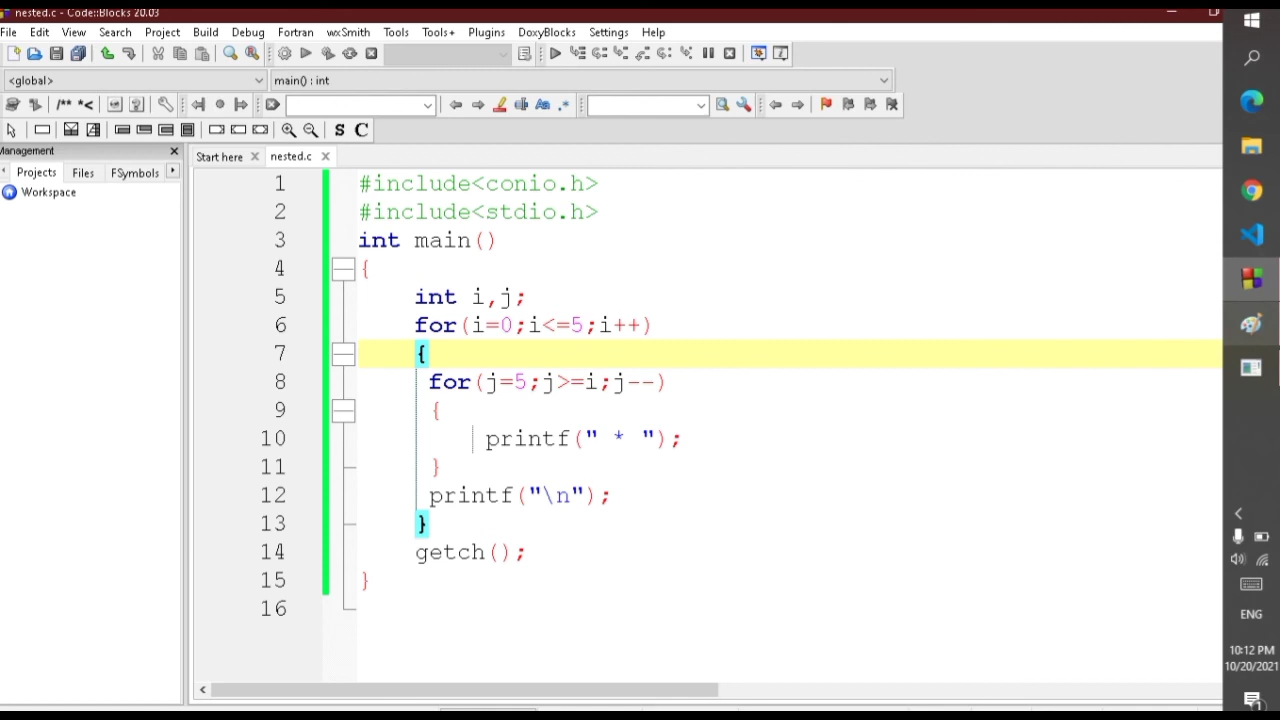 nested.c - Code::Blocks 20.03
File Edit View Search Project Build Debug Fortran wxSmith Tools Tools+ Plugins DoxyBlocks Settings Help
<global> main() : int
/** *<
Aa .*
S C
Management
Projects Files FSymbols
Workspace
Start here nested.c
1 #include<conio.h>
2 #include<stdio.h>
3 int main()
4 {
5 int i,j;
6 for(i=0;i<=5;i++)
7 {
8 for(j=5;j>=i;j--)
9 {
10 printf(" * ");
11 }
12 printf("\n");
13 }
14 getch();
15 }
16
ENG
10:12 PM
10/20/2021
1